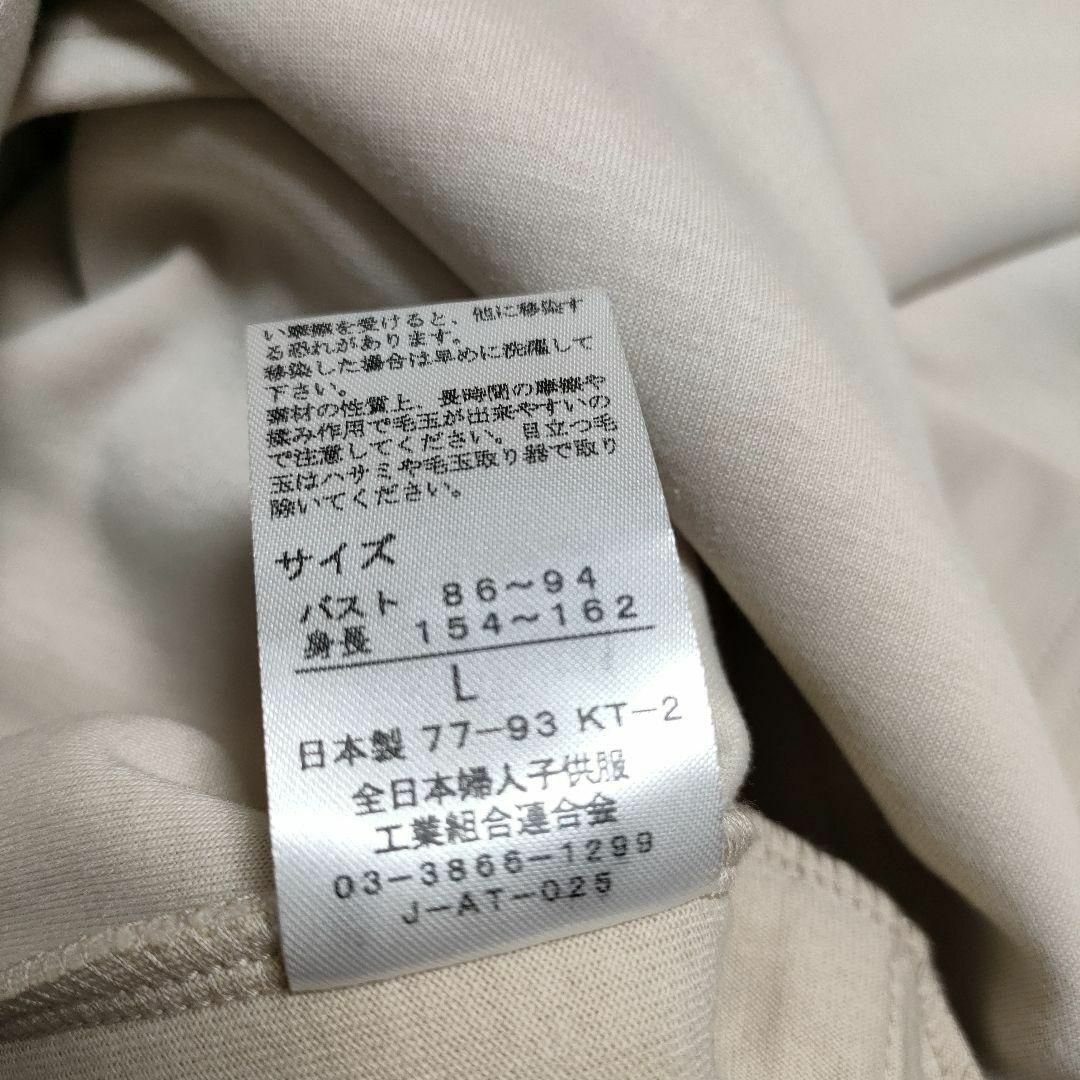 い摩擦を受けると、他に移染す
る恐れがあります。
移染した場合は早めに洗濯して
下さい。
素材の性質上、長時間の摩擦や
揉み作用で毛玉が出来やすいの
で注意してください。目立つ毛
玉はハサミや毛玉取り器で取り
除いてください。
サイズ
バスト 86〜94
身長 154〜162
L
日本製 77-93 KT-2
全日本婦人子供服
工業組合連合会
03-3866-1299
J-AT-025